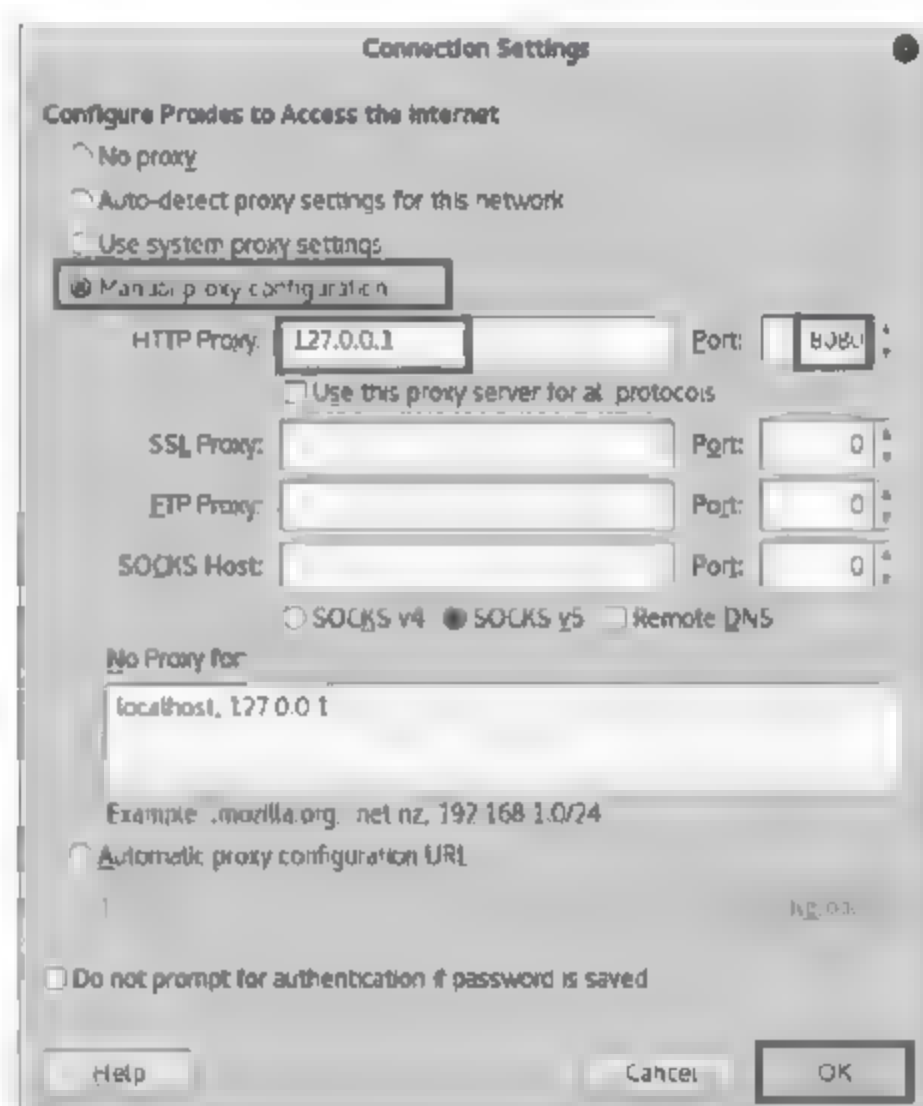 Connection Settings
Configure Proxies to Access the Internet
No proxy
Auto-detect proxy settings for this network
Use system proxy settings
Manual proxy configuration
HTTP Proxy: 127.0.0.1 Port: 8080
Use this proxy server for all protocols
SSL Proxy: Port: 0
FTP Proxy: Port: 0
SOCKS Host: Port: 0
SOCKS v4 SOCKS v5 Remote DNS
No Proxy for
localhost, 127.0.0.1
Example .mozilla.org, .net.nz, 192.168.1.0/24
Automatic proxy configuration URL
Do not prompt for authentication if password is saved
Help Cancel OK